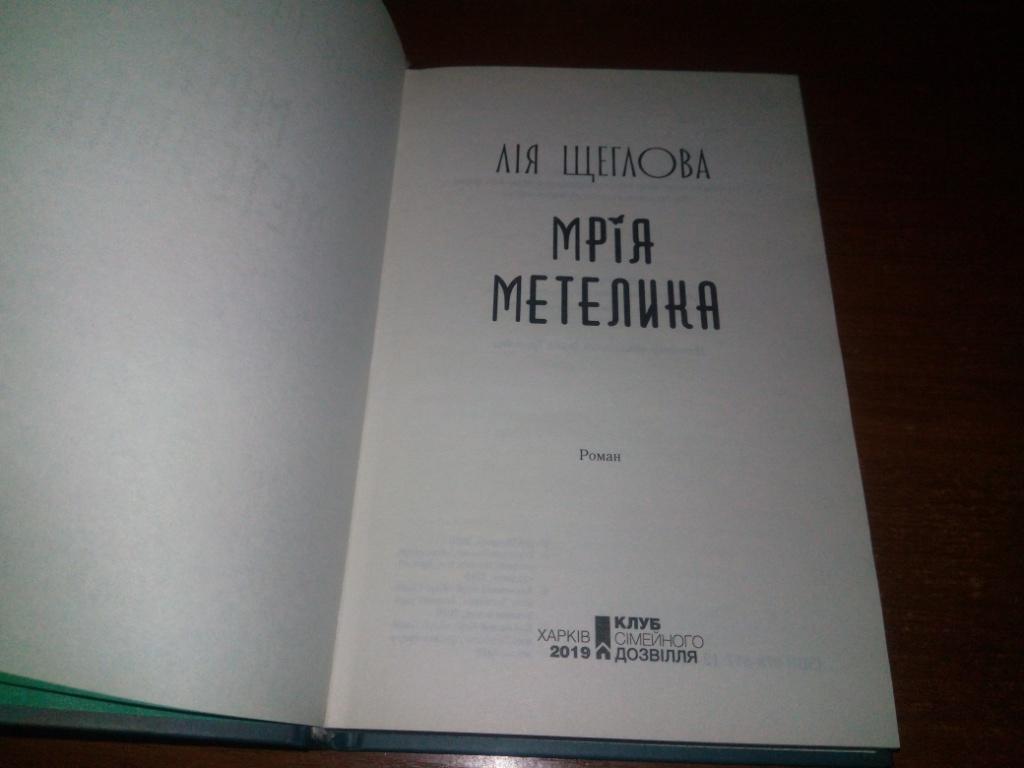 ЛІЯ ЩЕГЛОВА
МРІЯ
МЕТЕЛИКА
Роман
ХАРКІВ
2019
КЛУБ
СІМЕЙНОГО
ДОЗВІЛЛЯ